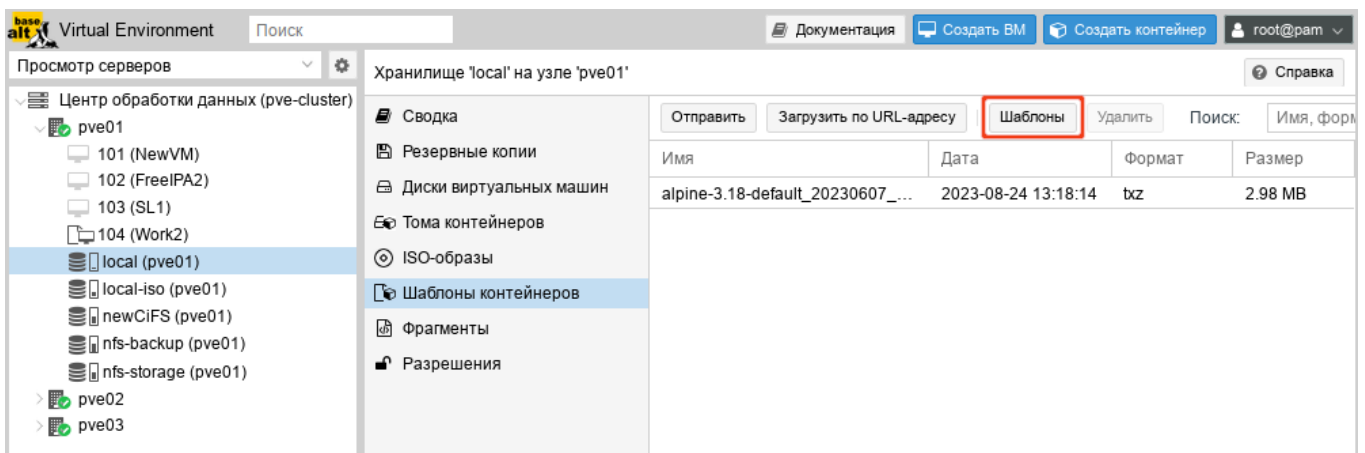 base alt Virtual Environment Поиск Документация Создать ВМ Создать контейнер root@pam
Просмотр серверов
Хранилище 'local' на узле 'pve01' Справка
Центр обработки данных (pve-cluster)
pve01
101 (NewVM)
102 (FreeIPA2)
103 (SL1)
104 (Work2)
local (pve01)
local-iso (pve01)
newCiFS (pve01)
nfs-backup (pve01)
nfs-storage (pve01)
pve02
pve03
Сводка
Резервные копии
Диски виртуальных машин
Тома контейнеров
ISO-образы
Шаблоны контейнеров
Фрагменты
Разрешения
Отправить Загрузить по URL-адресу Шаблоны Удалить Поиск: Имя, форм
Имя Дата Формат Размер
alpine-3.18-default_20230607_... 2023-08-24 13:18:14 txz 2.98 MB